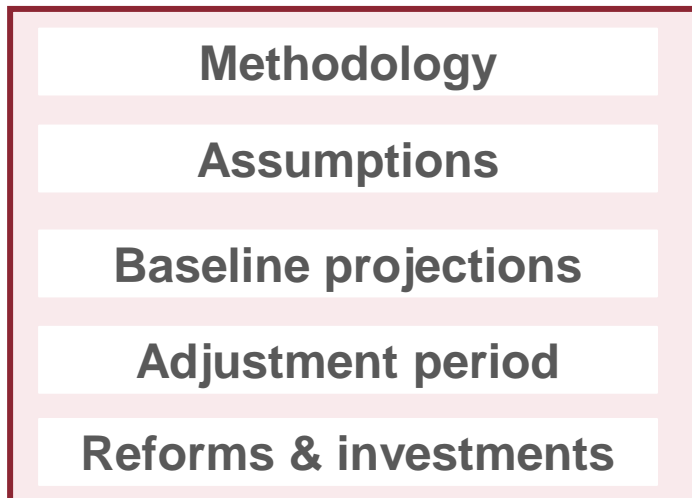 Methodology
Assumptions
Baseline projections
Adjustment period
Reforms & investments